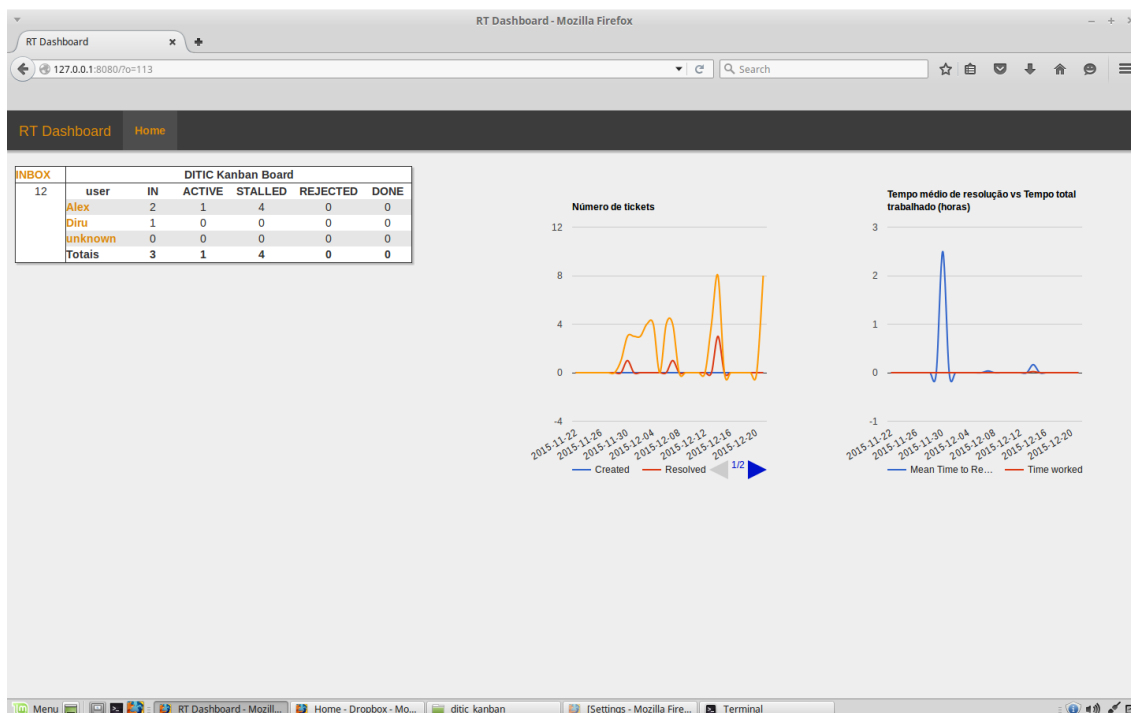 RT Dashboard - Mozilla Firefox
RT Dashboard
127.0.0.1:8080/?o=113
Search
RT Dashboard Home
INBOX DITIC Kanban Board
12 user IN ACTIVE STALLED REJECTED DONE
Alex 2 1 4 0 0
Diru 1 0 0 0 0
unknown 0 0 0 0 0
Totais 3 1 4 0 0
Número de tickets
12
8
4
0
-4
2015-11-22 2015-11-26 2015-11-30 2015-12-04 2015-12-08 2015-12-12 2015-12-16 2015-12-20
Created Resolved 1/2
Tempo médio de resolução vs Tempo total
trabalhado (horas)
3
2
1
0
-1
2015-11-22 2015-11-26 2015-11-30 2015-12-04 2015-12-08 2015-12-12 2015-12-16 2015-12-20
Mean Time to Re... Time worked
Menu RT Dashboard - Mozill... Home - Dropbox - Mo... ditic kanban [Settings - Mozilla Fire... Terminal